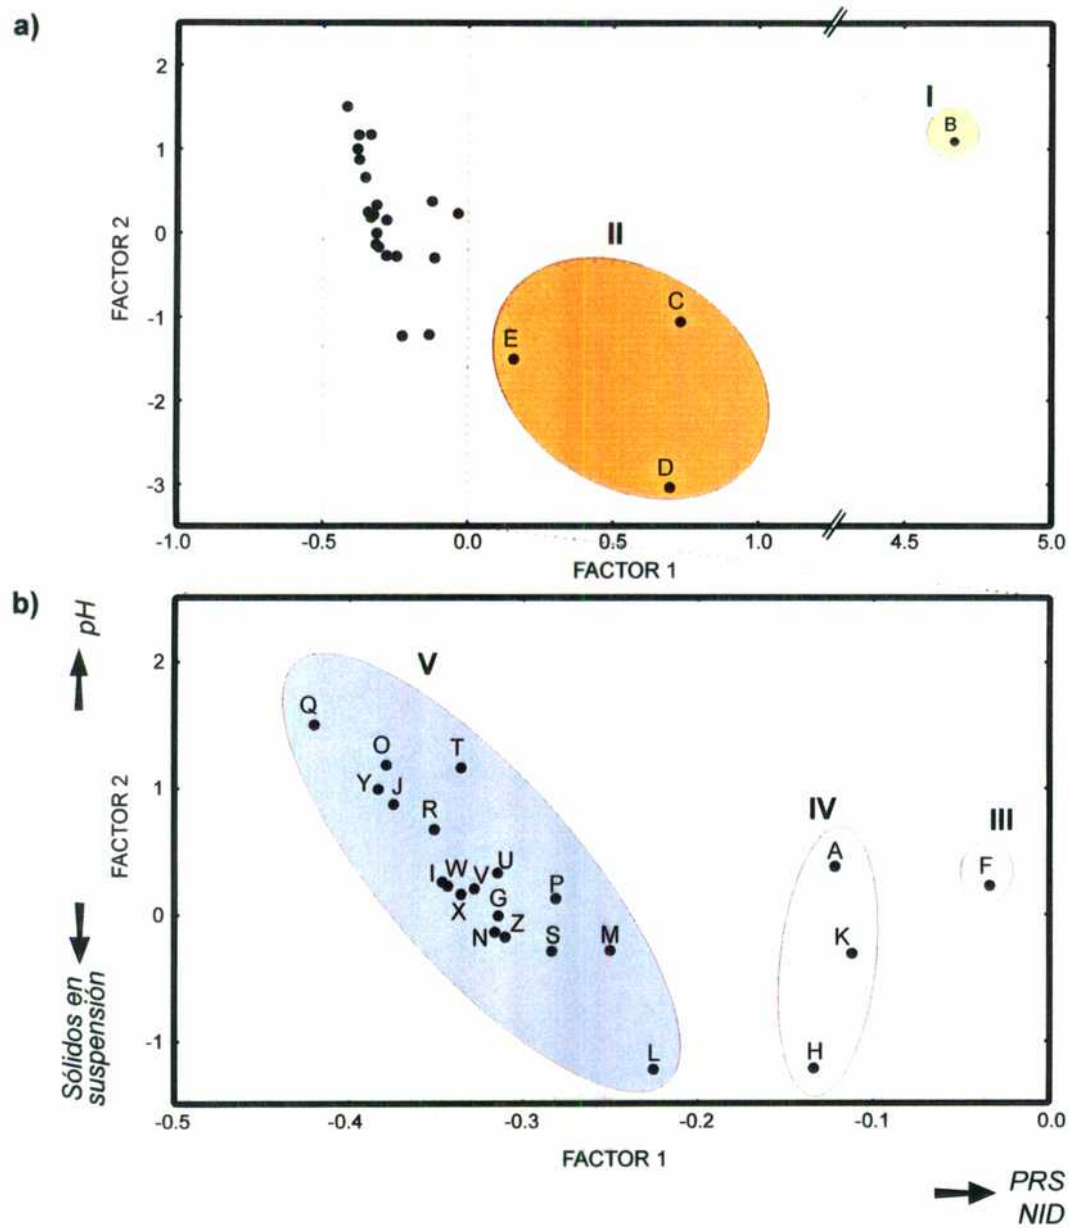 a)
I
B
II
C
E
D
FACTOR 2
2
1
0
-1
-2
-3
-1.0 -0.5 0.0 0.5 1.0 4.5 5.0
FACTOR 1
b)
pH
FACTOR 2
Sólidos en
suspensión
2
1
0
-1
V
Q
O
T
Y
J
R
I
W
V
U
X
G
P
N
Z
S
M
L
IV
A
K
H
III
F
-0.5 -0.4 -0.3 -0.2 -0.1 0.0
FACTOR 1
PRS
NID